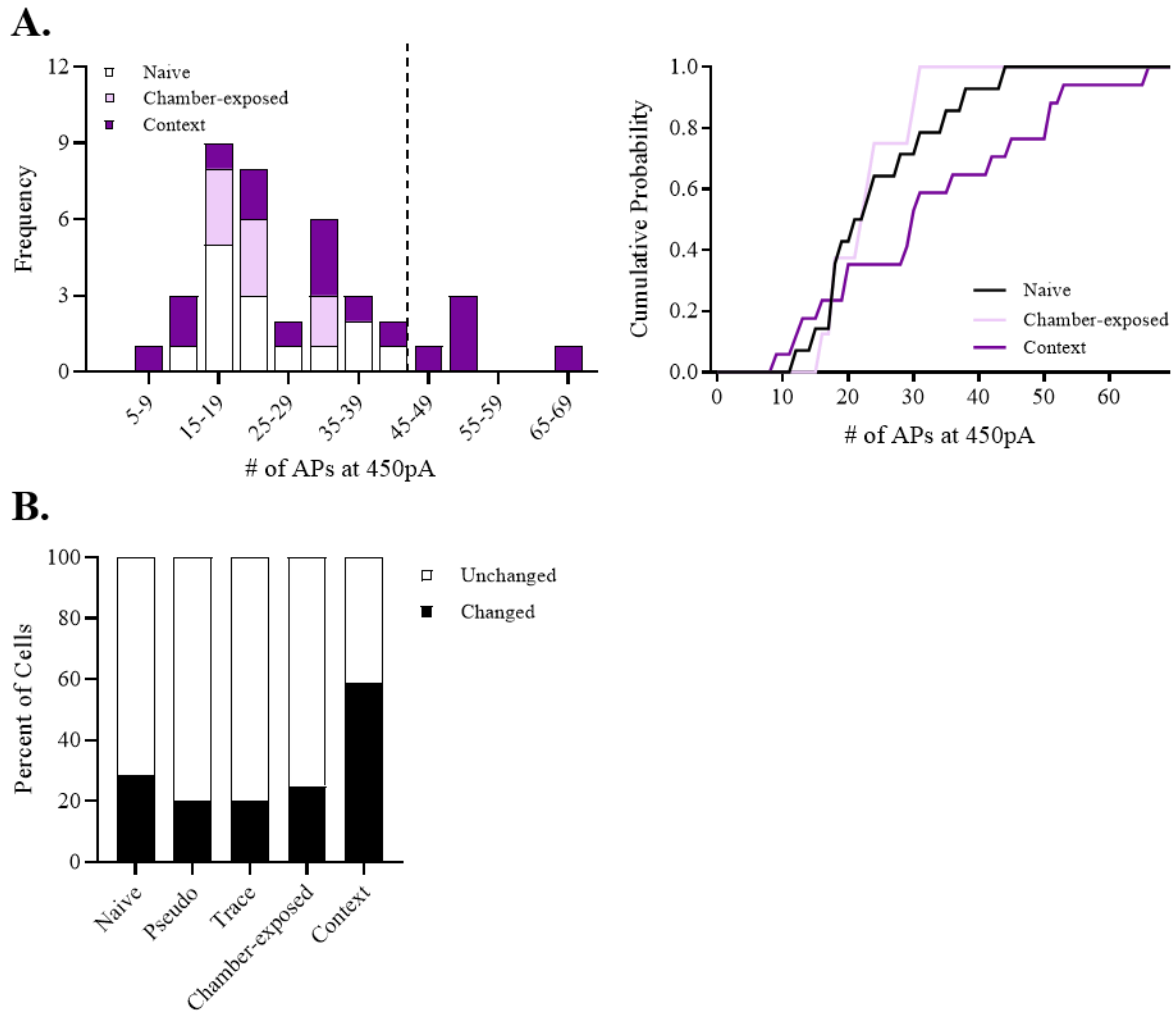 A.
12
9
6
3
0
Frequency
Naive
Chamber-exposed
Context
5-9
15-19
25-29
35-39
45-49
55-59
65-69
# of APs at 450pA
1.0
0.8
0.6
0.4
0.2
0.0
Cumulative Probability
Naive
Chamber-exposed
Context
0
10
20
30
40
50
60
# of APs at 450pA
B.
100
80
60
40
20
0
Percent of Cells
Unchanged
Changed
Naive
Pseudo
Trace
Chamber-exposed
Context